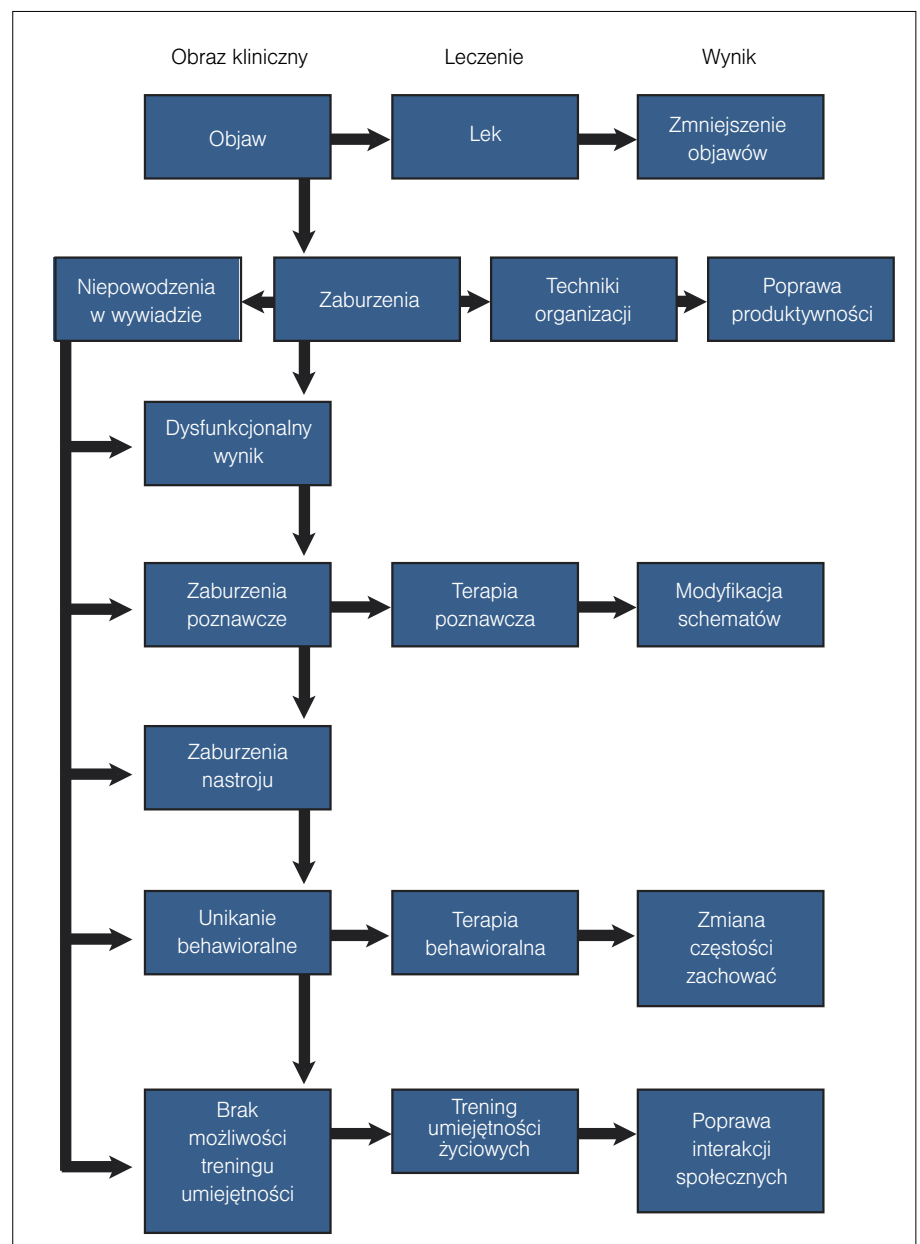 Obraz kliniczny
Leczenie
Wynik
Objaw
Lek
Zmniejszenie
objawów
Niepowodzenia
w wywiadzie
Zaburzenia
Techniki
organizacji
Poprawa
produktywności
Dysfunkcjonalny
wynik
Zaburzenia
poznawcze
Terapia
poznawcza
Modyfikacja
schematów
Zaburzenia
nastroju
Unikanie
behawioralne
Terapia
behawioralna
Zmiana
częstości
zachować
Brak
możliwości
treningu
umiejętności
Trening
umiejętności
życiowych
Poprawa
interakcji
społecznych